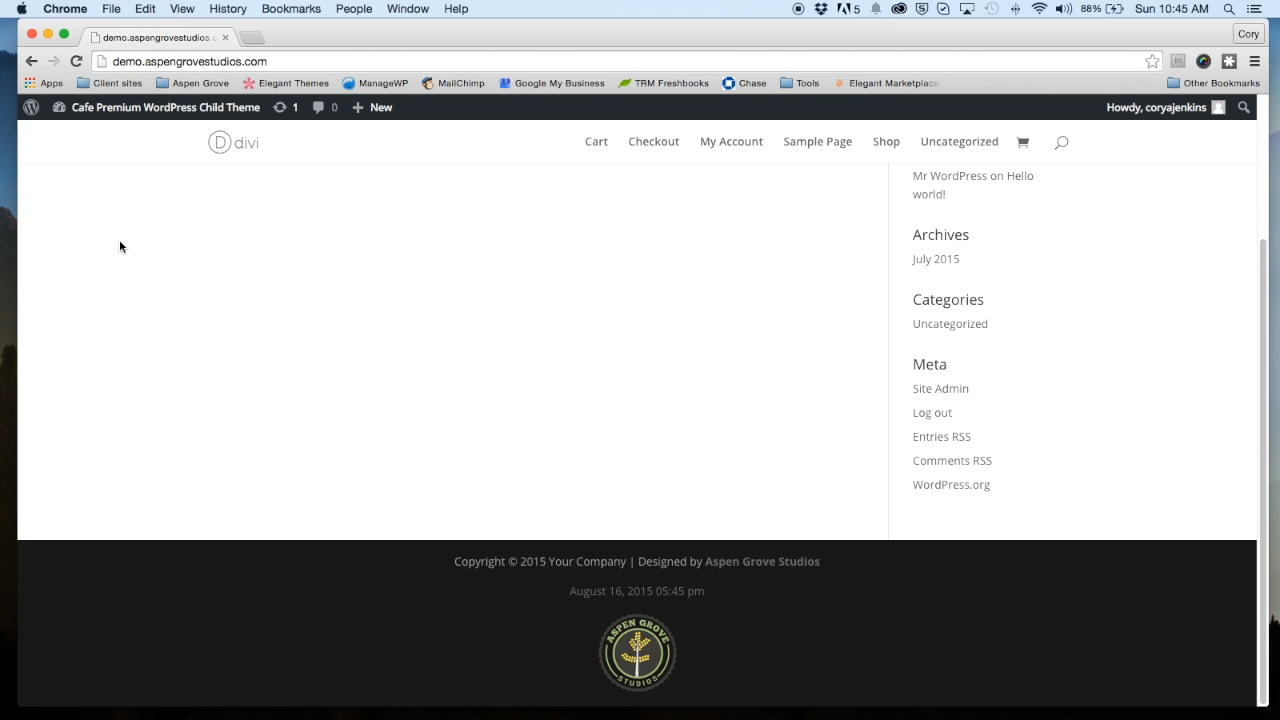 Chrome File Edit View History Bookmarks People Window Help
5 88% Sun 10:45 AM
demo.aspengrovestudios.c
Cory
demo.aspengrovestudios.com
Apps Client sites Aspen Grove Elegant Themes ManageWP MailChimp Google My Business TRM Freshbooks Chase Tools Elegant Marketplace Other Bookmarks
Cafe Premium WordPress Child Theme 1 0 New Howdy, coryajenkins
D divi Cart Checkout My Account Sample Page Shop Uncategorized
Mr WordPress on Hello
world!
Archives
July 2015
Categories
Uncategorized
Meta
Site Admin
Log out
Entries RSS
Comments RSS
WordPress.org
Copyright © 2015 Your Company | Designed by Aspen Grove Studios
August 16, 2015 05:45 pm
ASPEN GROVE
STUDIOS